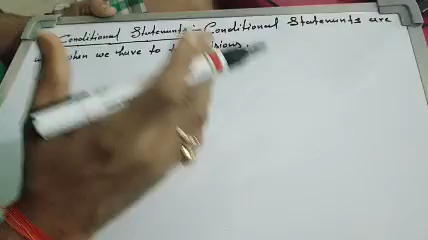 Conditional Statements :- Conditional Statements are
when we have to